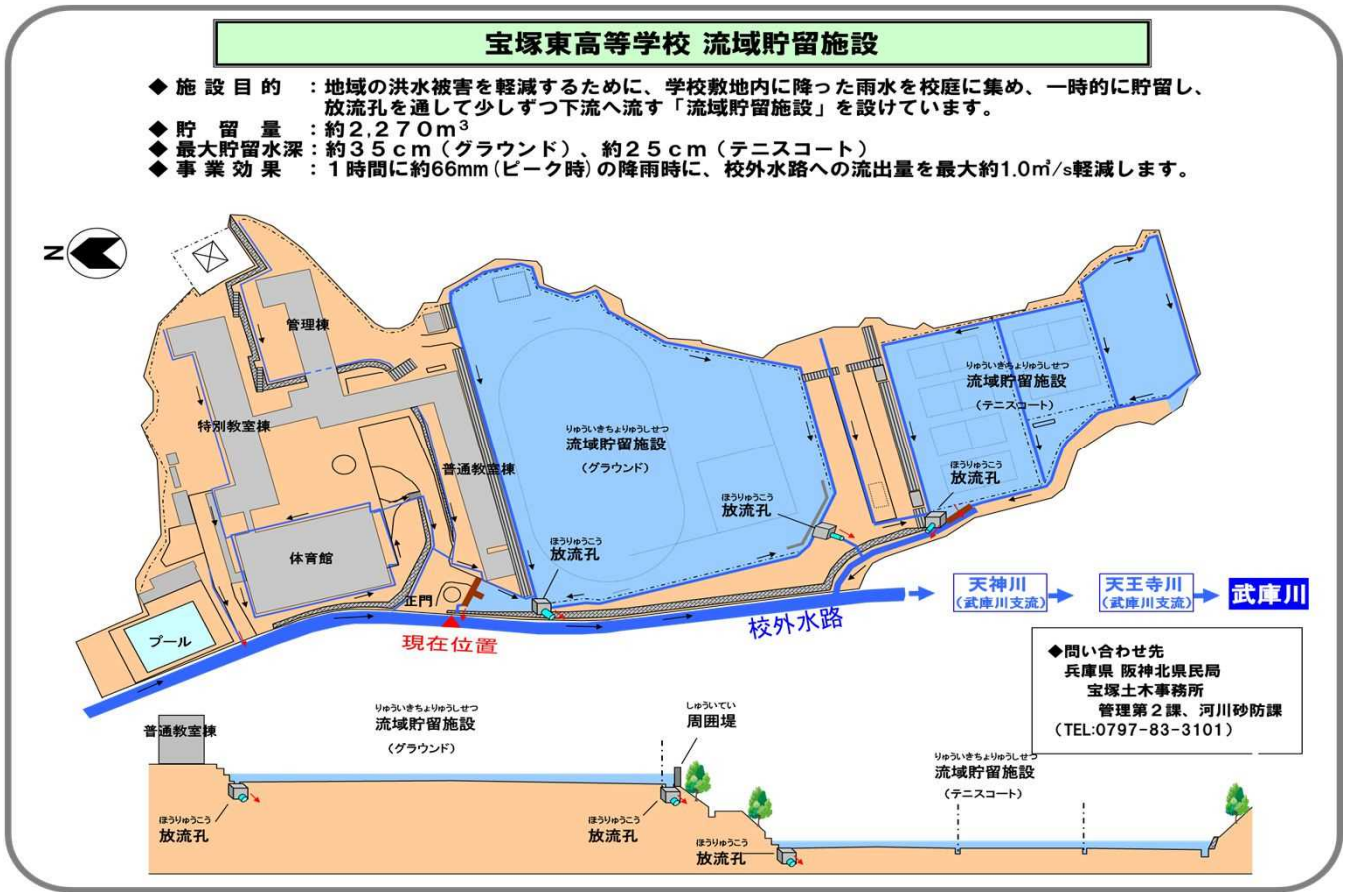 宝塚東高等学校 流域貯留施設
◆ 施設目的 ：地域の洪水被害を軽減するために、学校敷地内に降った雨水を校庭に集め、一時的に貯留し、
放流孔を通して少しずつ下流へ流す「流域貯留施設」を設けています。
◆ 貯留量 ：約２,２７０ｍ³
◆ 最大貯留水深：約３５ｃｍ（グラウンド）、約２５ｃｍ（テニスコート）
◆ 事業効果 ：１時間に約66mm（ピーク時）の降雨時に、校外水路への流出量を最大約1.0㎥/s軽減します。
N
管理棟
特別教室棟
普通教室棟
体育館
プール
正門
現在位置
りゅういきちょりゅうしせつ
流域貯留施設
（グラウンド）
りゅういきちょりゅうしせつ
流域貯留施設
（テニスコート）
ほうりゅうこう
放流孔
ほうりゅうこう
放流孔
ほうりゅうこう
放流孔
校外水路
天神川
（武庫川支流）
天王寺川
（武庫川支流）
武庫川
◆問い合わせ先
兵庫県 阪神北県民局
宝塚土木事務所
管理第２課、河川砂防課
（TEL:0797-83-3101）
普通教室棟
りゅういきちょりゅうしせつ
流域貯留施設
（グラウンド）
しゅういてい
周囲堤
りゅういきちょりゅうしせつ
流域貯留施設
（テニスコート）
ほうりゅうこう
放流孔
ほうりゅうこう
放流孔
ほうりゅうこう
放流孔